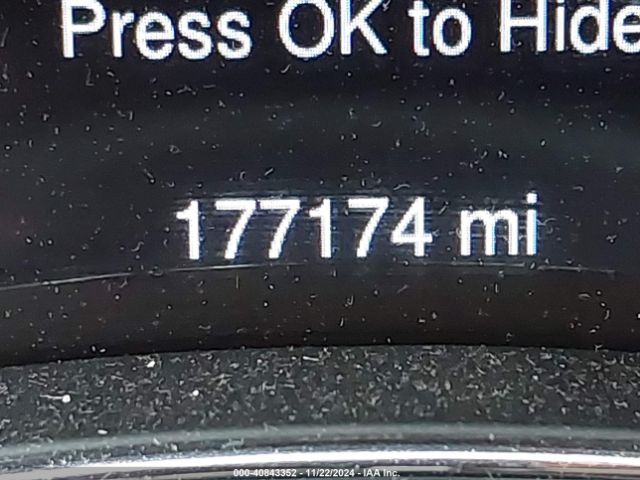 Press OK to Hide
177174 mi
000-40843352 - 11/22/2024 - IAA Inc.